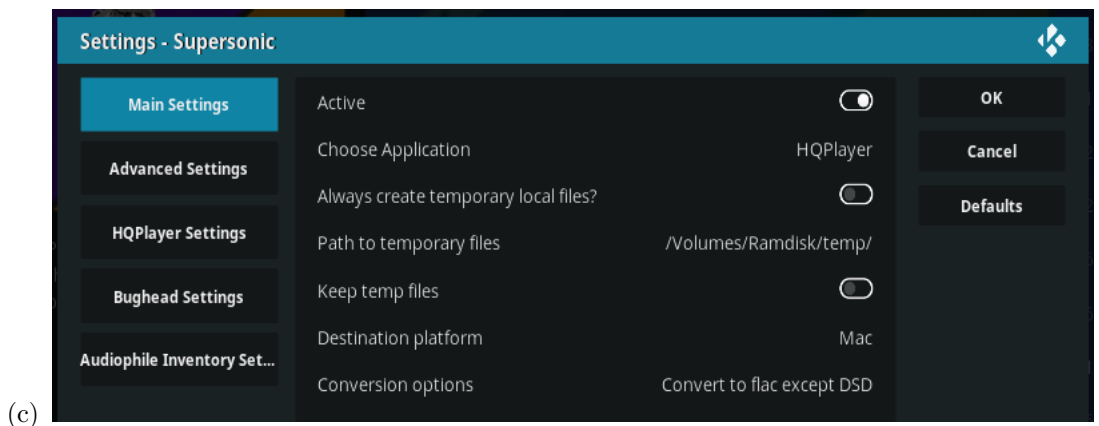 Settings - Supersonic
Main Settings
Advanced Settings
HQPlayer Settings
Bughead Settings
Audiophile Inventory Set...
Active
Choose Application HQPlayer
Always create temporary local files?
Path to temporary files /Volumes/Ramdisk/temp/
Keep temp files
Destination platform Mac
Conversion options Convert to flac except DSD
OK
Cancel
Defaults
(c)